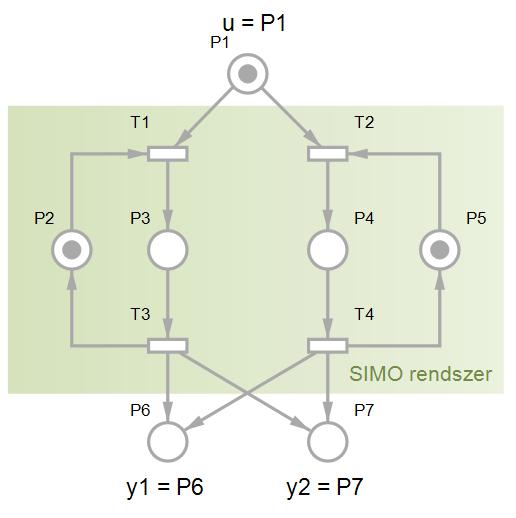 u = P1
P1
T1
T2
P2
P3
P4
P5
T3
T4
SIMO rendszer
P6
P7
y1 = P6
y2 = P7